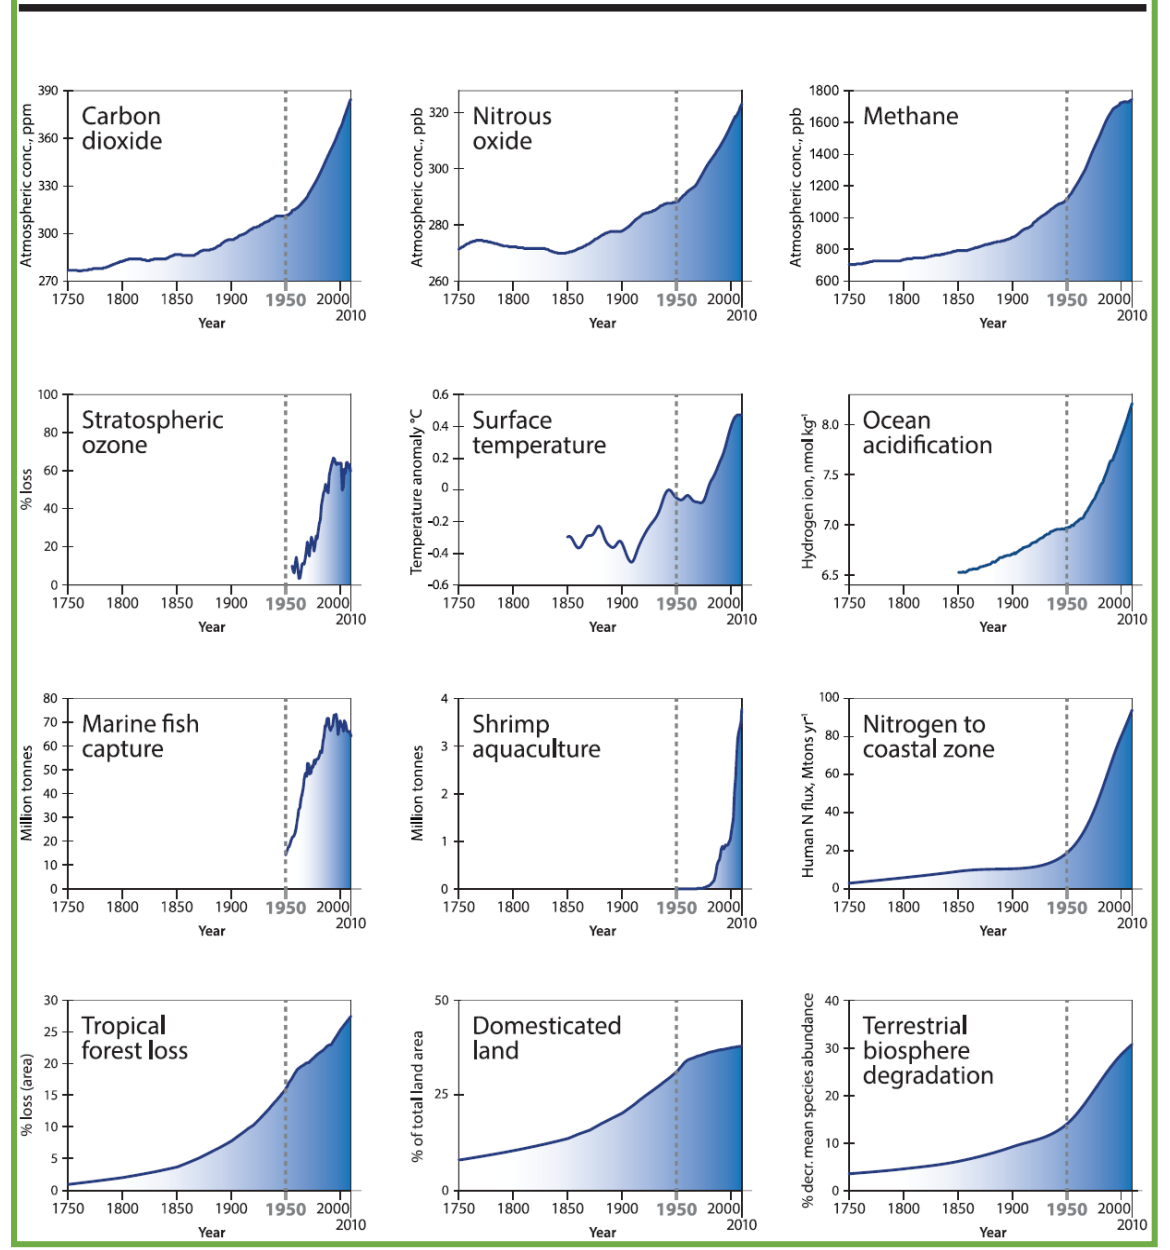 Carbon
dioxide
Atmospheric conc., ppm
390
360
330
300
270
1750 1800 1850 1900 1950 2000
2010
Year
Nitrous
oxide
Atmospheric conc., ppb
320
300
280
260
1750 1800 1850 1900 1950 2000
2010
Year
Methane
Atmospheric conc., ppb
1800
1600
1400
1200
1000
800
600
1750 1800 1850 1900 1950 2000
2010
Year
Stratospheric
ozone
% loss
100
80
60
40
20
0
1750 1800 1850 1900 1950 2000
2010
Year
Surface
temperature
Temperature anomaly °C
0.6
0.4
0.2
0
-0.2
-0.4
-0.6
1750 1800 1850 1900 1950 2000
2010
Year
Ocean
acidification
Hydrogen ion, nmol kg⁻¹
8.0
7.5
7.0
6.5
1750 1800 1850 1900 1950 2000
2010
Year
Marine fish
capture
Million tonnes
80
70
60
50
40
30
20
10
0
1750 1800 1850 1900 1950 2000
2010
Year
Shrimp
aquaculture
Million tonnes
4
3
2
1
0
1750 1800 1850 1900 1950 2000
2010
Year
Nitrogen to
coastal zone
Human N flux, Mtons yr⁻¹
100
80
60
40
20
0
1750 1800 1850 1900 1950 2000
2010
Year
Tropical
forest loss
% loss (area)
30
25
20
15
10
5
0
1750 1800 1850 1900 1950 2000
2010
Year
Domesticated
land
% of total land area
50
25
0
1750 1800 1850 1900 1950 2000
2010
Year
Terrestrial
biosphere
degradation
% decr. mean species abundance
40
30
20
10
0
1750 1800 1850 1900 1950 2000
2010
Year